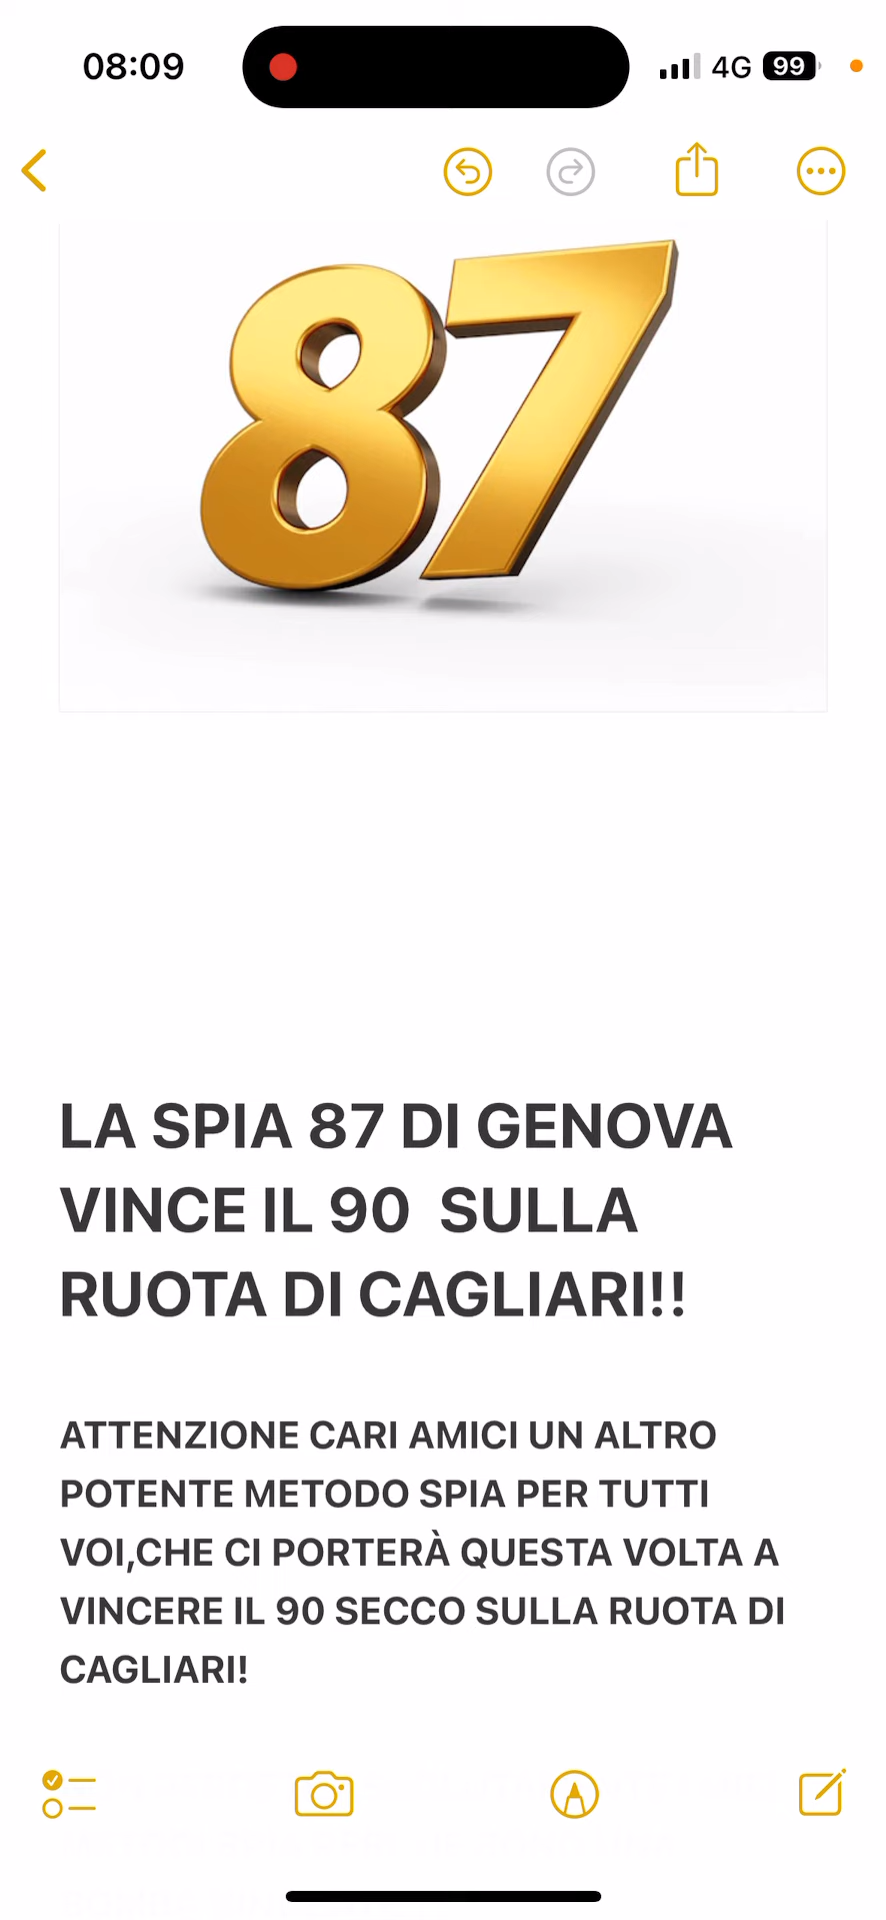 08:09
4G 99
87
LA SPIA 87 DI GENOVA
VINCE IL 90  SULLA
RUOTA DI CAGLIARI!!
ATTENZIONE CARI AMICI UN ALTRO
POTENTE METODO SPIA PER TUTTI
VOI,CHE CI PORTERÀ QUESTA VOLTA A
VINCERE IL 90 SECCO SULLA RUOTA DI
CAGLIARI!